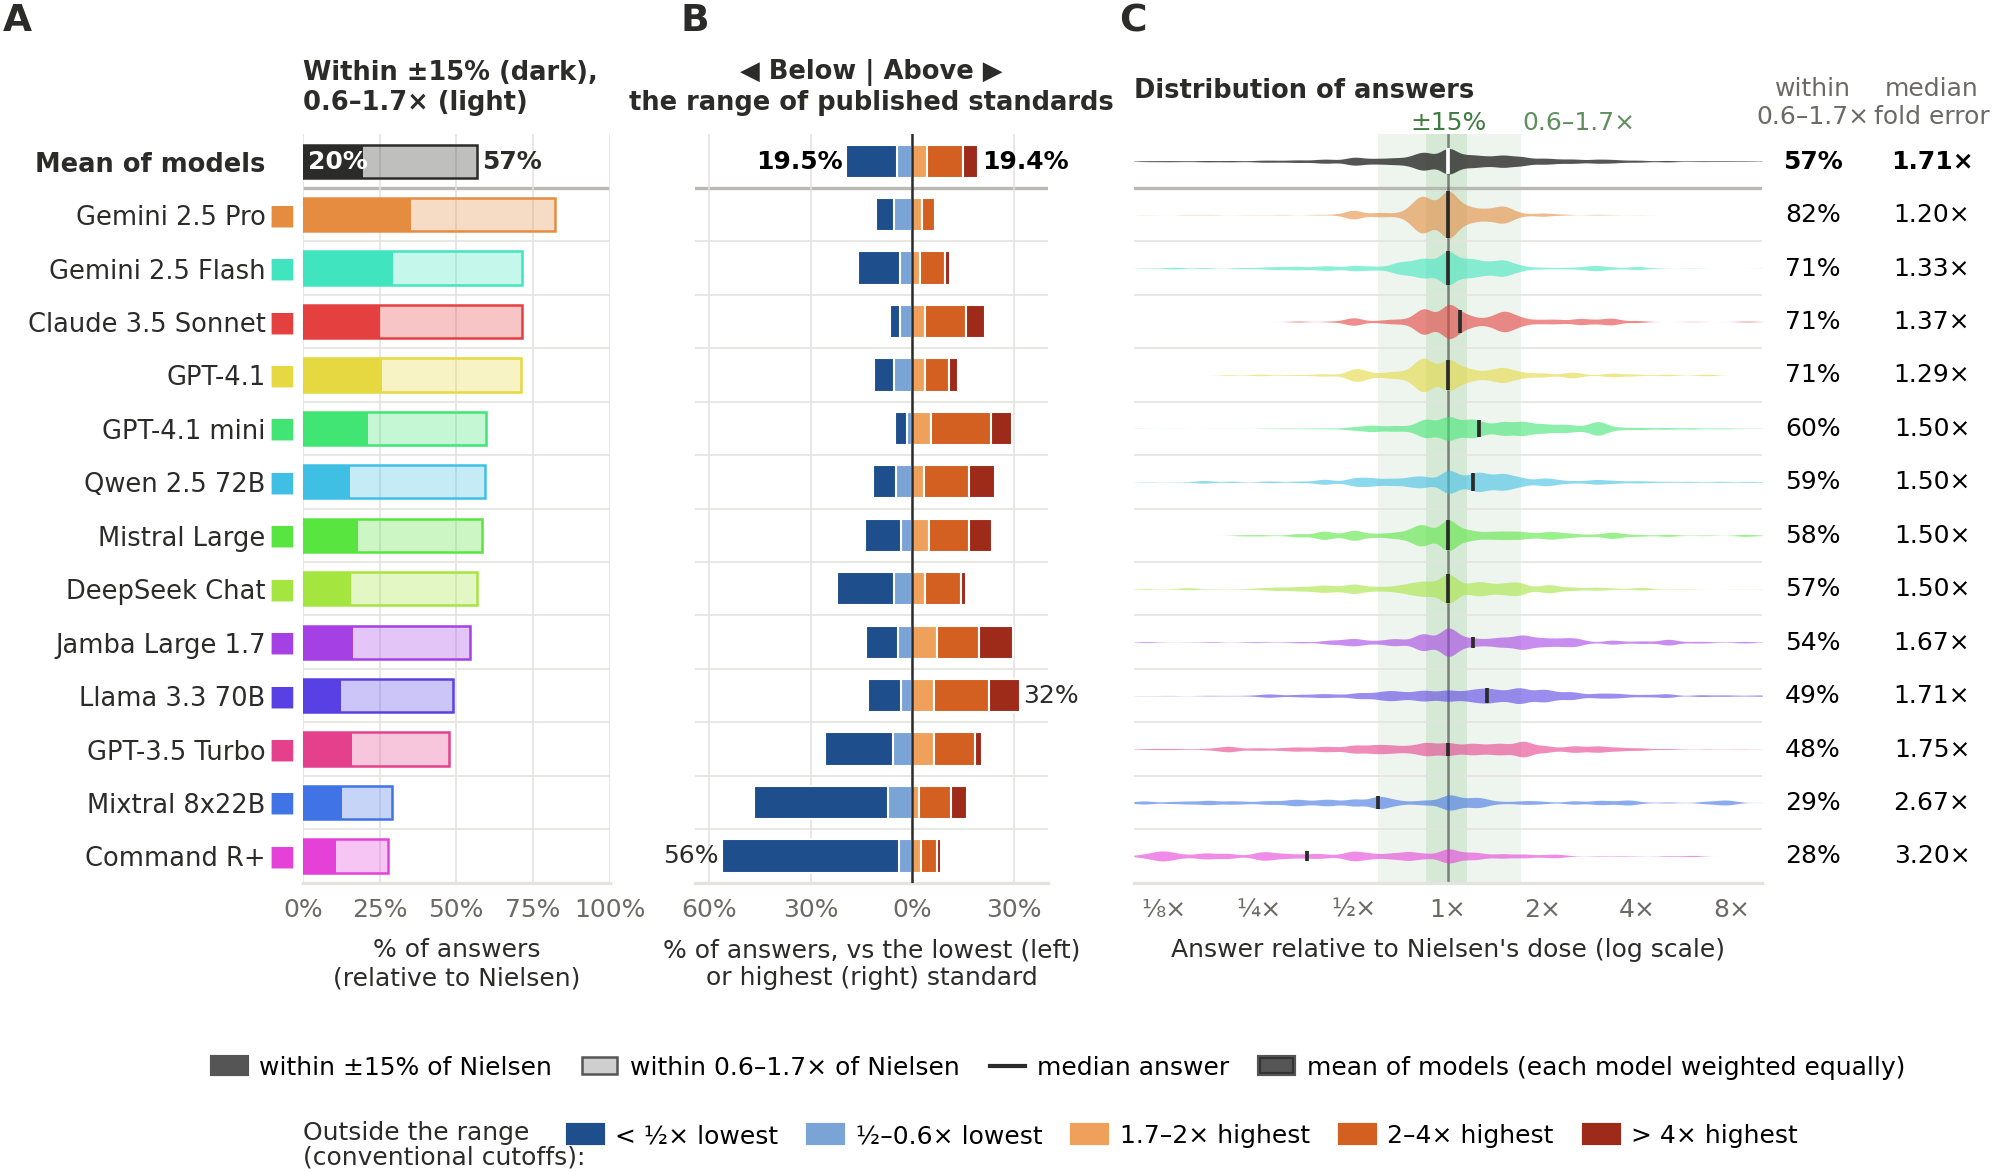 A
B
C
Within ±15% (dark),
0.6–1.7× (light)
◀ Below | Above ▶
the range of published standards
Distribution of answers
±15%
0.6–1.7×
within
0.6–1.7×
median
fold error
Mean of models
20%
57%
19.5%
19.4%
57%
1.71×
Gemini 2.5 Pro
82%
1.20×
Gemini 2.5 Flash
71%
1.33×
Claude 3.5 Sonnet
71%
1.37×
GPT-4.1
71%
1.29×
GPT-4.1 mini
60%
1.50×
Qwen 2.5 72B
59%
1.50×
Mistral Large
58%
1.50×
DeepSeek Chat
57%
1.50×
Jamba Large 1.7
54%
1.67×
Llama 3.3 70B
32%
49%
1.71×
GPT-3.5 Turbo
48%
1.75×
Mixtral 8x22B
29%
2.67×
Command R+
56%
28%
3.20×
0% 25% 50% 75% 100%
60% 30% 0% 30%
⅛× ¼× ½× 1× 2× 4× 8×
% of answers
(relative to Nielsen)
% of answers, vs the lowest (left)
or highest (right) standard
Answer relative to Nielsen's dose (log scale)
within ±15% of Nielsen
within 0.6–1.7× of Nielsen
median answer
mean of models (each model weighted equally)
Outside the range
(conventional cutoffs):
< ½× lowest
½–0.6× lowest
1.7–2× highest
2–4× highest
> 4× highest